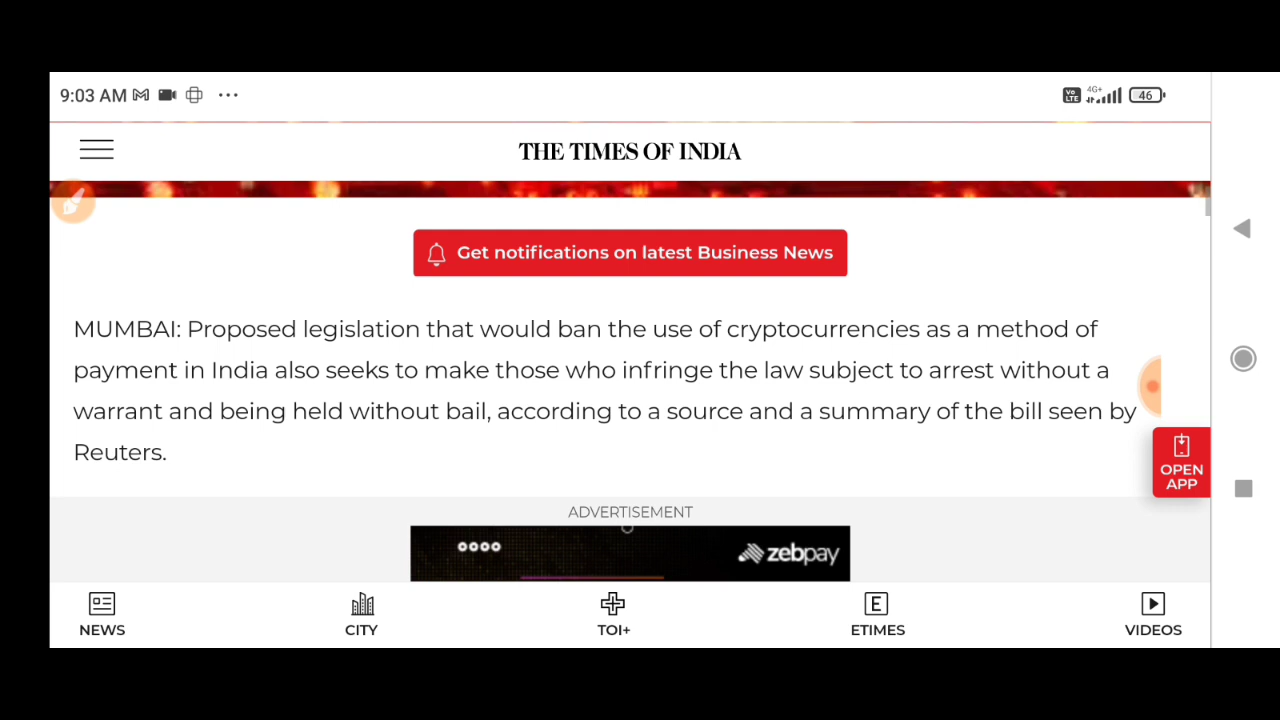 9:03 AM
Vo LTE 4G+ 46
THE TIMES OF INDIA
Get notifications on latest Business News
MUMBAI: Proposed legislation that would ban the use of cryptocurrencies as a method of
payment in India also seeks to make those who infringe the law subject to arrest without a
warrant and being held without bail, according to a source and a summary of the bill seen by
Reuters.
OPEN
APP
ADVERTISEMENT
zebpay
NEWS
CITY
TOI+
E
ETIMES
VIDEOS